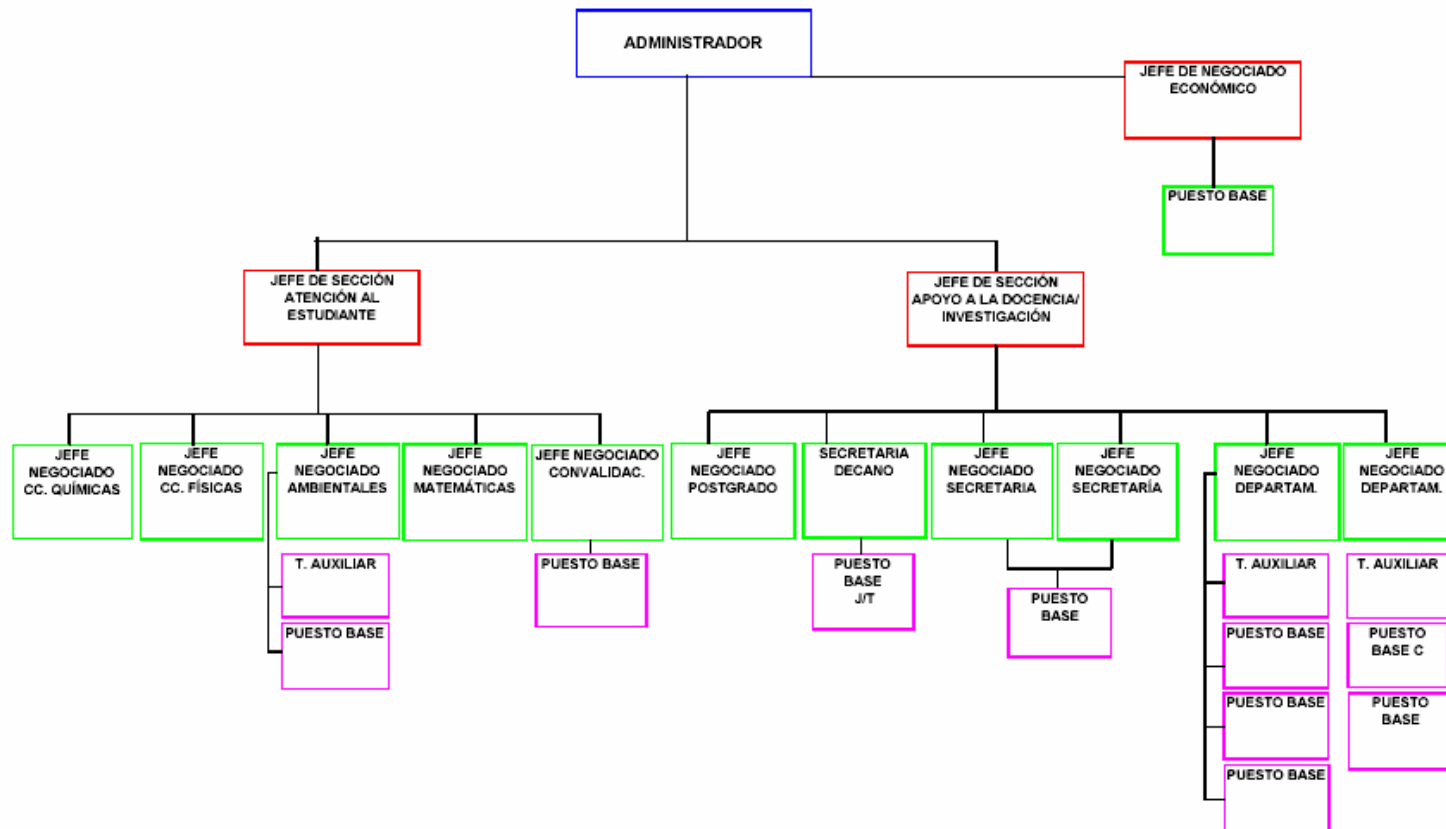 ADMINISTRADOR
JEFE DE NEGOCIADO
ECONÓMICO
PUESTO BASE
JEFE DE SECCIÓN
ATENCIÓN AL
ESTUDIANTE
JEFE DE SECCIÓN
APOYO A LA DOCENCIA/
INVESTIGACIÓN
JEFE
NEGOCIADO
CC. QUÍMICAS
JEFE
NEGOCIADO
CC. FÍSICAS
JEFE
NEGOCIADO
AMBIENTALES
JEFE
NEGOCIADO
MATEMÁTICAS
JEFE NEGOCIADO
CONVALIDAC.
JEFE
NEGOCIADO
POSTGRADO
SECRETARIA
DECANO
JEFE
NEGOCIADO
SECRETARIA
JEFE
NEGOCIADO
SECRETARÍA
JEFE
NEGOCIADO
DEPARTAM.
JEFE
NEGOCIADO
DEPARTAM.
T. AUXILIAR
PUESTO BASE
PUESTO BASE
PUESTO
BASE
J/T
PUESTO
BASE
T. AUXILIAR
PUESTO BASE
PUESTO BASE
PUESTO BASE
T. AUXILIAR
PUESTO
BASE C
PUESTO
BASE